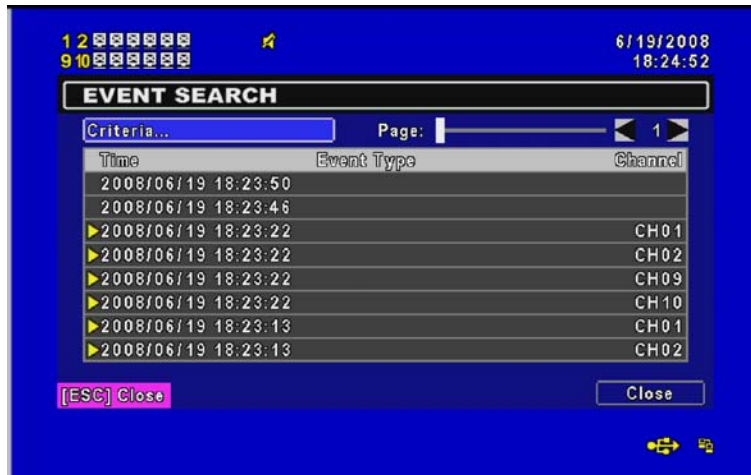 1 2 6/19/2008
9 10 18:24:52
EVENT SEARCH
Criteria... Page: 1
Time Event Type Channel
2008/06/19 18:23:50
2008/06/19 18:23:46
2008/06/19 18:23:22 CH01
2008/06/19 18:23:22 CH02
2008/06/19 18:23:22 CH09
2008/06/19 18:23:22 CH10
2008/06/19 18:23:13 CH01
2008/06/19 18:23:13 CH02
[ESC] Close Close